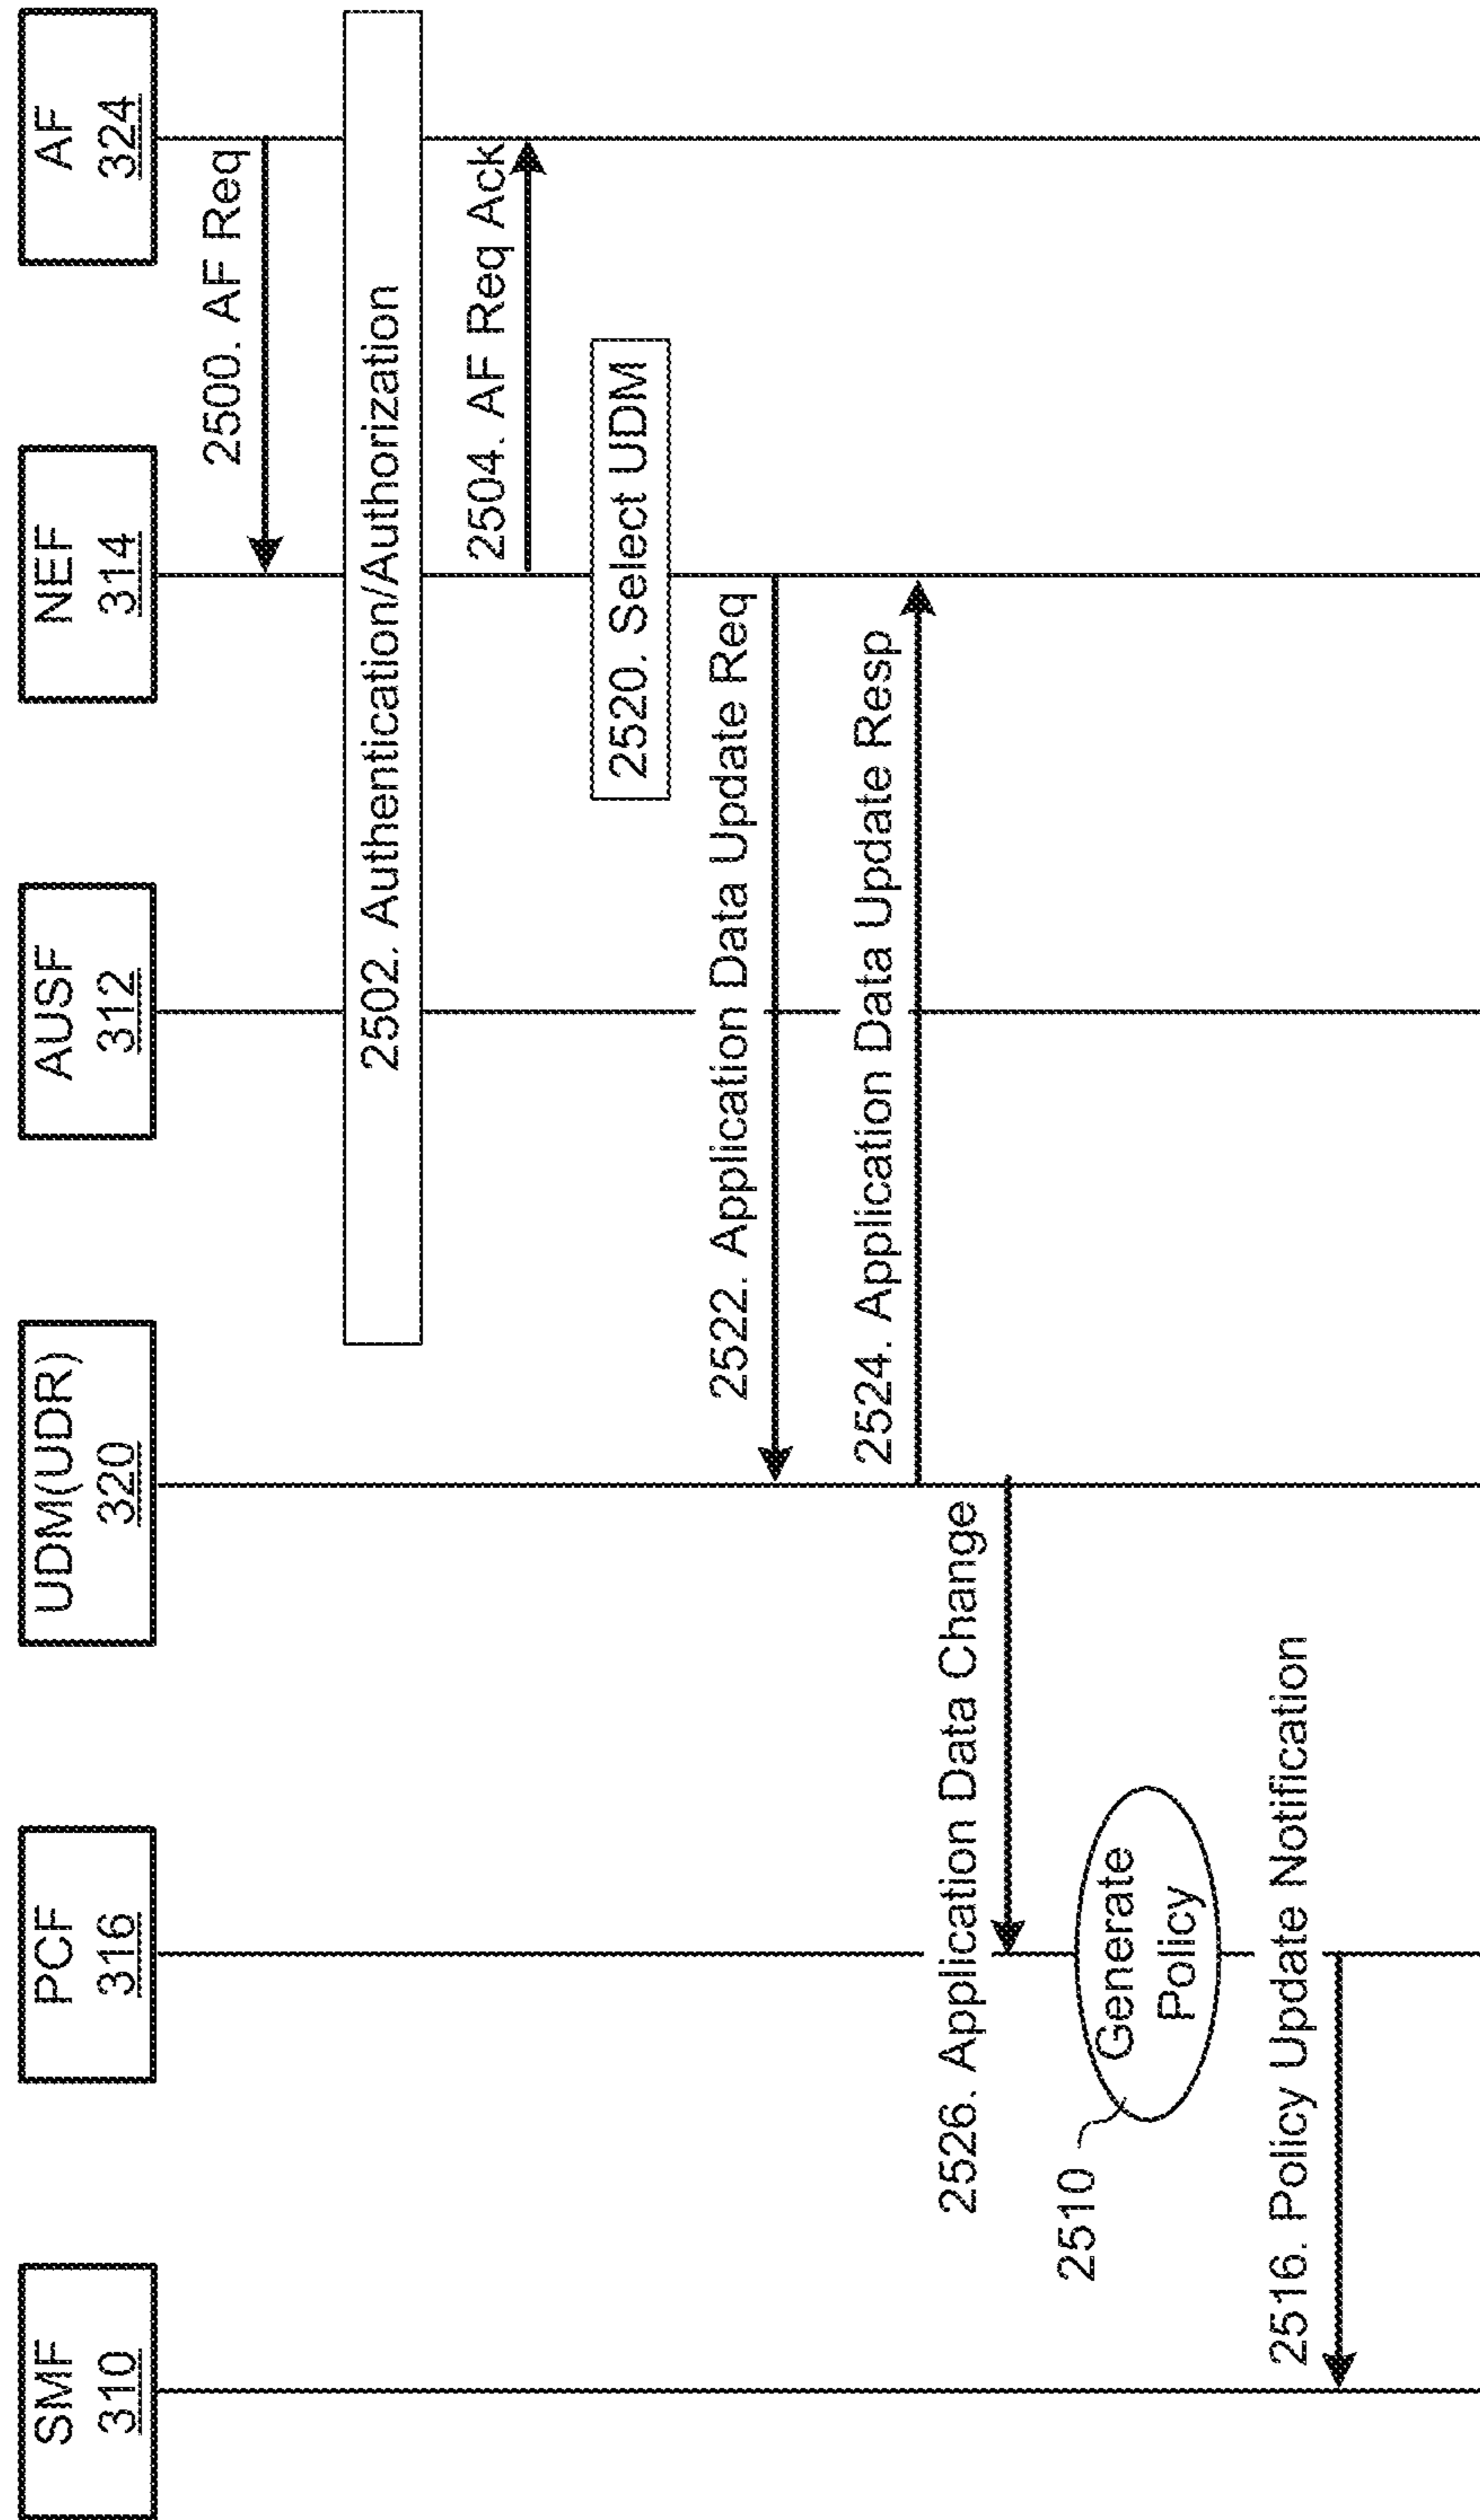 SMF
310
PCF
316
UDM(UDR)
320
AUSF
312
NEF
314
AF
324
2500. AF Req
2502. Authentication/Authorization
2504. AF Req Ack
2520. Select UDM
2522. Application Data Update Req
2524. Application Data Update Resp
2526. Application Data Change
2510
Generate
Policy
2516. Policy Update Notification